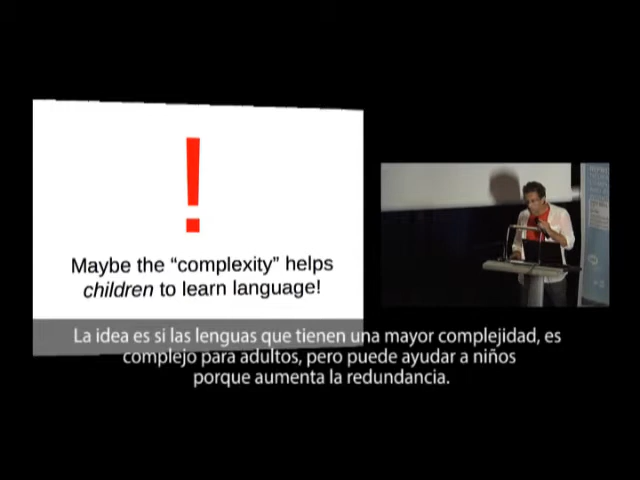 !
Maybe the “complexity” helps
children to learn language!
La idea es si las lenguas que tienen una mayor complejidad, es
complejo para adultos, pero puede ayudar a niños
porque aumenta la redundancia.